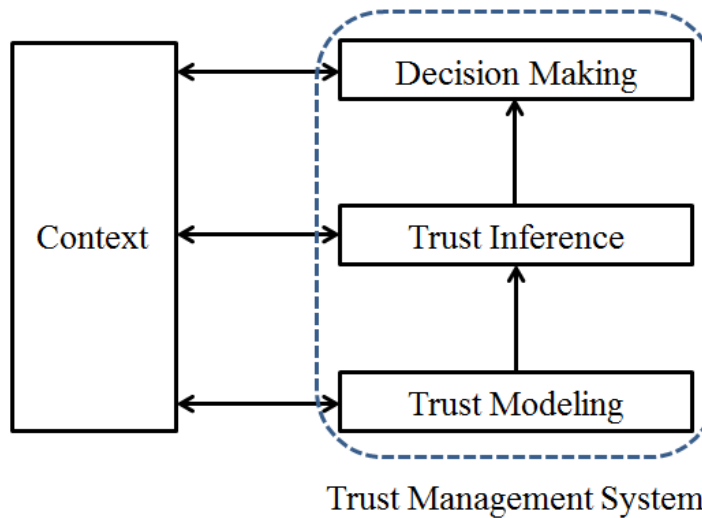 Decision Making
Context
Trust Inference
Trust Modeling
Trust Management System